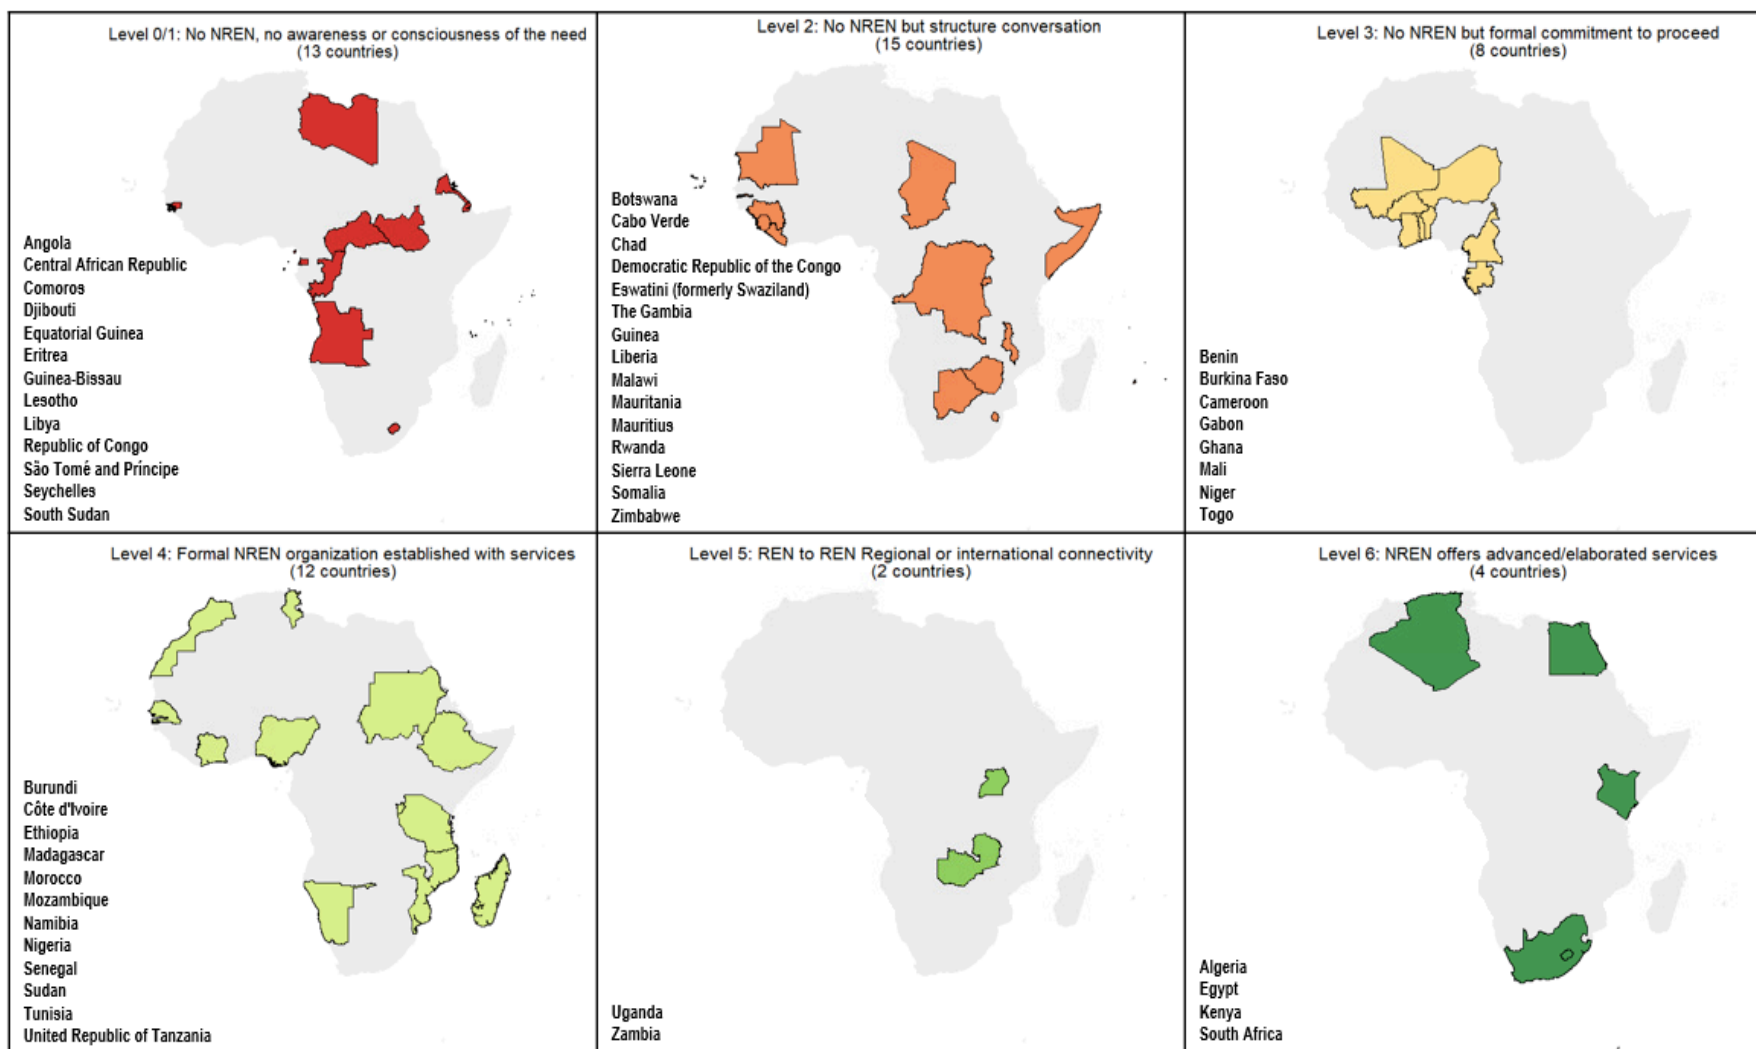 Level 0/1: No NREN, no awareness or consciousness of the need
(13 countries)
Angola
Central African Republic
Comoros
Djibouti
Equatorial Guinea
Eritrea
Guinea-Bissau
Lesotho
Libya
Republic of Congo
São Tomé and Príncipe
Seychelles
South Sudan
Level 2: No NREN but structure conversation
(15 countries)
Botswana
Cabo Verde
Chad
Democratic Republic of the Congo
Eswatini (formerly Swaziland)
The Gambia
Guinea
Liberia
Malawi
Mauritania
Mauritius
Rwanda
Sierra Leone
Somalia
Zimbabwe
Level 3: No NREN but formal commitment to proceed
(8 countries)
Benin
Burkina Faso
Cameroon
Gabon
Ghana
Mali
Niger
Togo
Level 4: Formal NREN organization established with services
(12 countries)
Burundi
Côte d'Ivoire
Ethiopia
Madagascar
Morocco
Mozambique
Namibia
Nigeria
Senegal
Sudan
Tunisia
United Republic of Tanzania
Level 5: REN to REN Regional or international connectivity
(2 countries)
Uganda
Zambia
Level 6: NREN offers advanced/elaborated services
(4 countries)
Algeria
Egypt
Kenya
South Africa